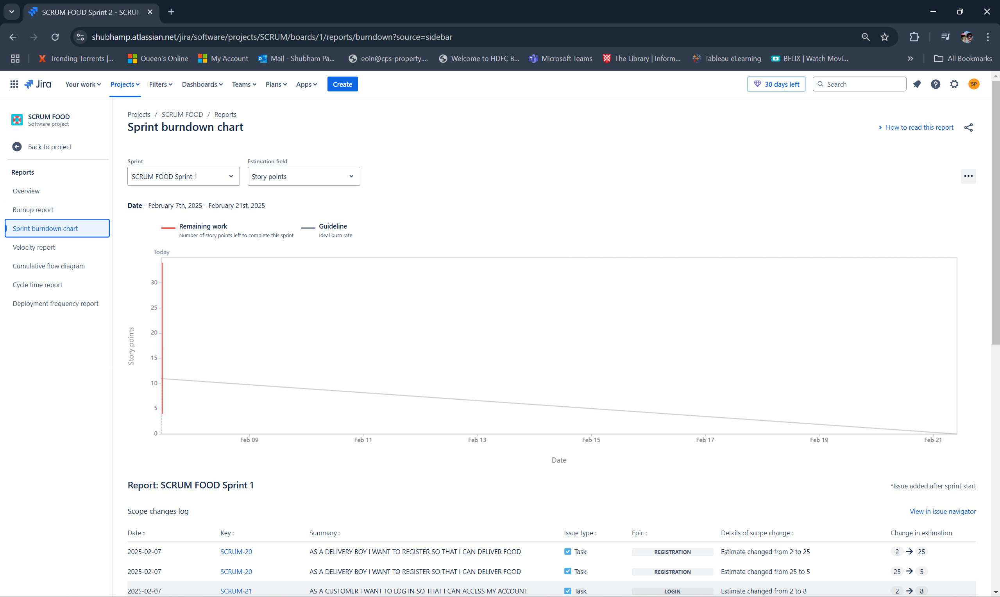 SCRUM FOOD Sprint 2 - SCRUM
shubhamp.atlassian.net/jira/software/projects/SCRUM/boards/1/reports/burndown?source=sidebar
Trending Torrents |... Queen's Online My Account Mail - Shubham Pa... eoin@cps-property.... Welcome to HDFC B... Microsoft Teams The Library | Inform... Tableau eLearning BFLIX | Watch Movi... » All Bookmarks
Jira Your work Projects Filters Dashboards Teams Plans Apps Create 30 days left Search SP
SCRUM FOOD
Software project
Back to project
Reports
Overview
Burnup report
Sprint burndown chart
Velocity report
Cumulative flow diagram
Cycle time report
Deployment frequency report
Projects / SCRUM FOOD / Reports
Sprint burndown chart
How to read this report
Sprint Estimation field
SCRUM FOOD Sprint 1 Story points
Date - February 7th, 2025 - February 21st, 2025
Remaining work Guideline
Number of story points left to complete this sprint Ideal burn rate
Today
30
25
20
15
10
5
0
Story points
Feb 09 Feb 11 Feb 13 Feb 15 Feb 17 Feb 19 Feb 21
Date
Report: SCRUM FOOD Sprint 1 *Issue added after sprint start
Scope changes log View in issue navigator
Date Key Summary Issue type Epic Details of scope change Change in estimation
2025-02-07 SCRUM-20 AS A DELIVERY BOY I WANT TO REGISTER SO THAT I CAN DELIVER FOOD Task REGISTRATION Estimate changed from 2 to 25 2 → 25
2025-02-07 SCRUM-20 AS A DELIVERY BOY I WANT TO REGISTER SO THAT I CAN DELIVER FOOD Task REGISTRATION Estimate changed from 25 to 5 25 → 5
2025-02-07 SCRUM-21 AS A CUSTOMER I WANT TO LOG IN SO THAT I CAN ACCESS MY ACCOUNT Task LOGIN Estimate changed from 2 to 8 2 → 8